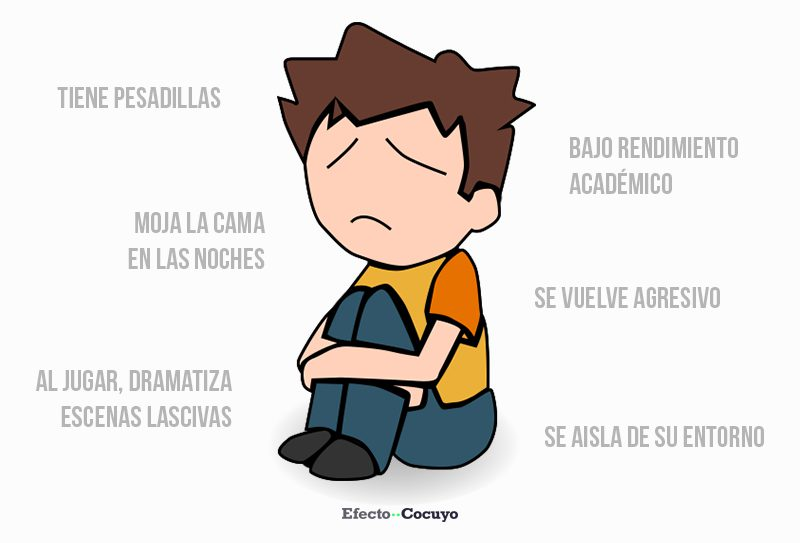 TIENE PESADILLAS
BAJO RENDIMIENTO
ACADÉMICO
MOJA LA CAMA
EN LAS NOCHES
SE VUELVE AGRESIVO
AL JUGAR, DRAMATIZA
ESCENAS LASCIVAS
SE AISLA DE SU ENTORNO
Efecto··Cocuyo